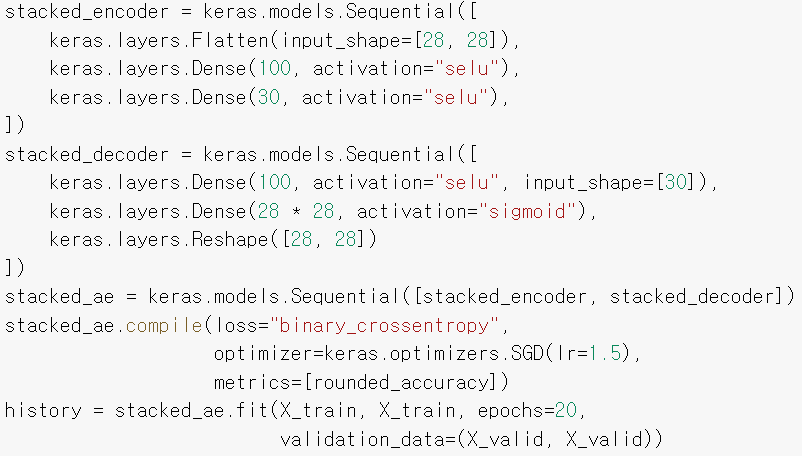 stacked_encoder = keras.models.Sequential([
    keras.layers.Flatten(input_shape=[28, 28]),
    keras.layers.Dense(100, activation="selu"),
    keras.layers.Dense(30, activation="selu"),
])
stacked_decoder = keras.models.Sequential([
    keras.layers.Dense(100, activation="selu", input_shape=[30]),
    keras.layers.Dense(28 * 28, activation="sigmoid"),
    keras.layers.Reshape([28, 28])
])
stacked_ae = keras.models.Sequential([stacked_encoder, stacked_decoder])
stacked_ae.compile(loss="binary_crossentropy",
                   optimizer=keras.optimizers.SGD(lr=1.5),
                   metrics=[rounded_accuracy])
history = stacked_ae.fit(X_train, X_train, epochs=20,
                         validation_data=(X_valid, X_valid))